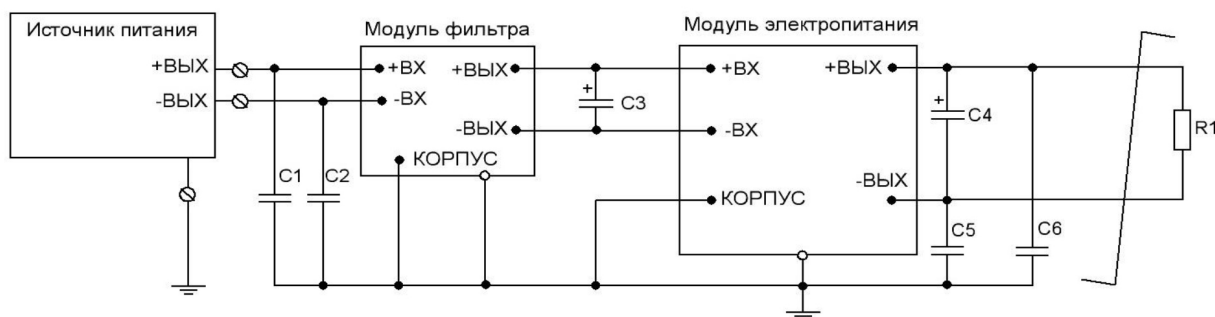 Источник питания
+ВЫХ
-ВЫХ
Модуль фильтра
+ВХ
-ВХ
+ВЫХ
-ВЫХ
КОРПУС
C1
C2
+
C3
Модуль электропитания
+ВХ
-ВХ
КОРПУС
+ВЫХ
-ВЫХ
+
C4
C5
C6
R1